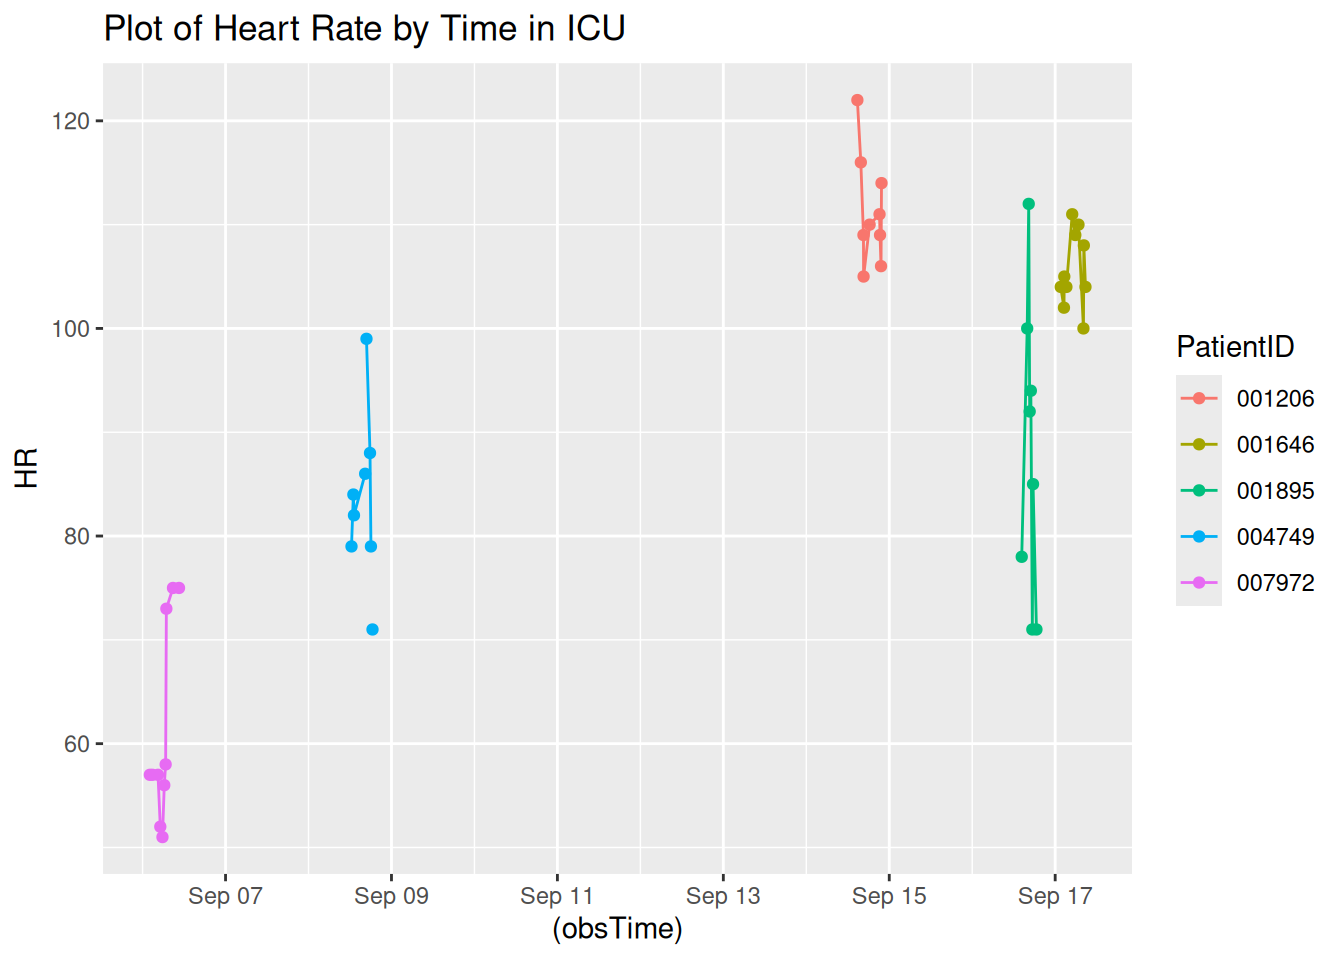 Plot of Heart Rate by Time in ICU
120
100
80
60
HR
Sep 07 Sep 09 Sep 11 Sep 13 Sep 15 Sep 17
(obsTime)
PatientID
001206
001646
001895
004749
007972